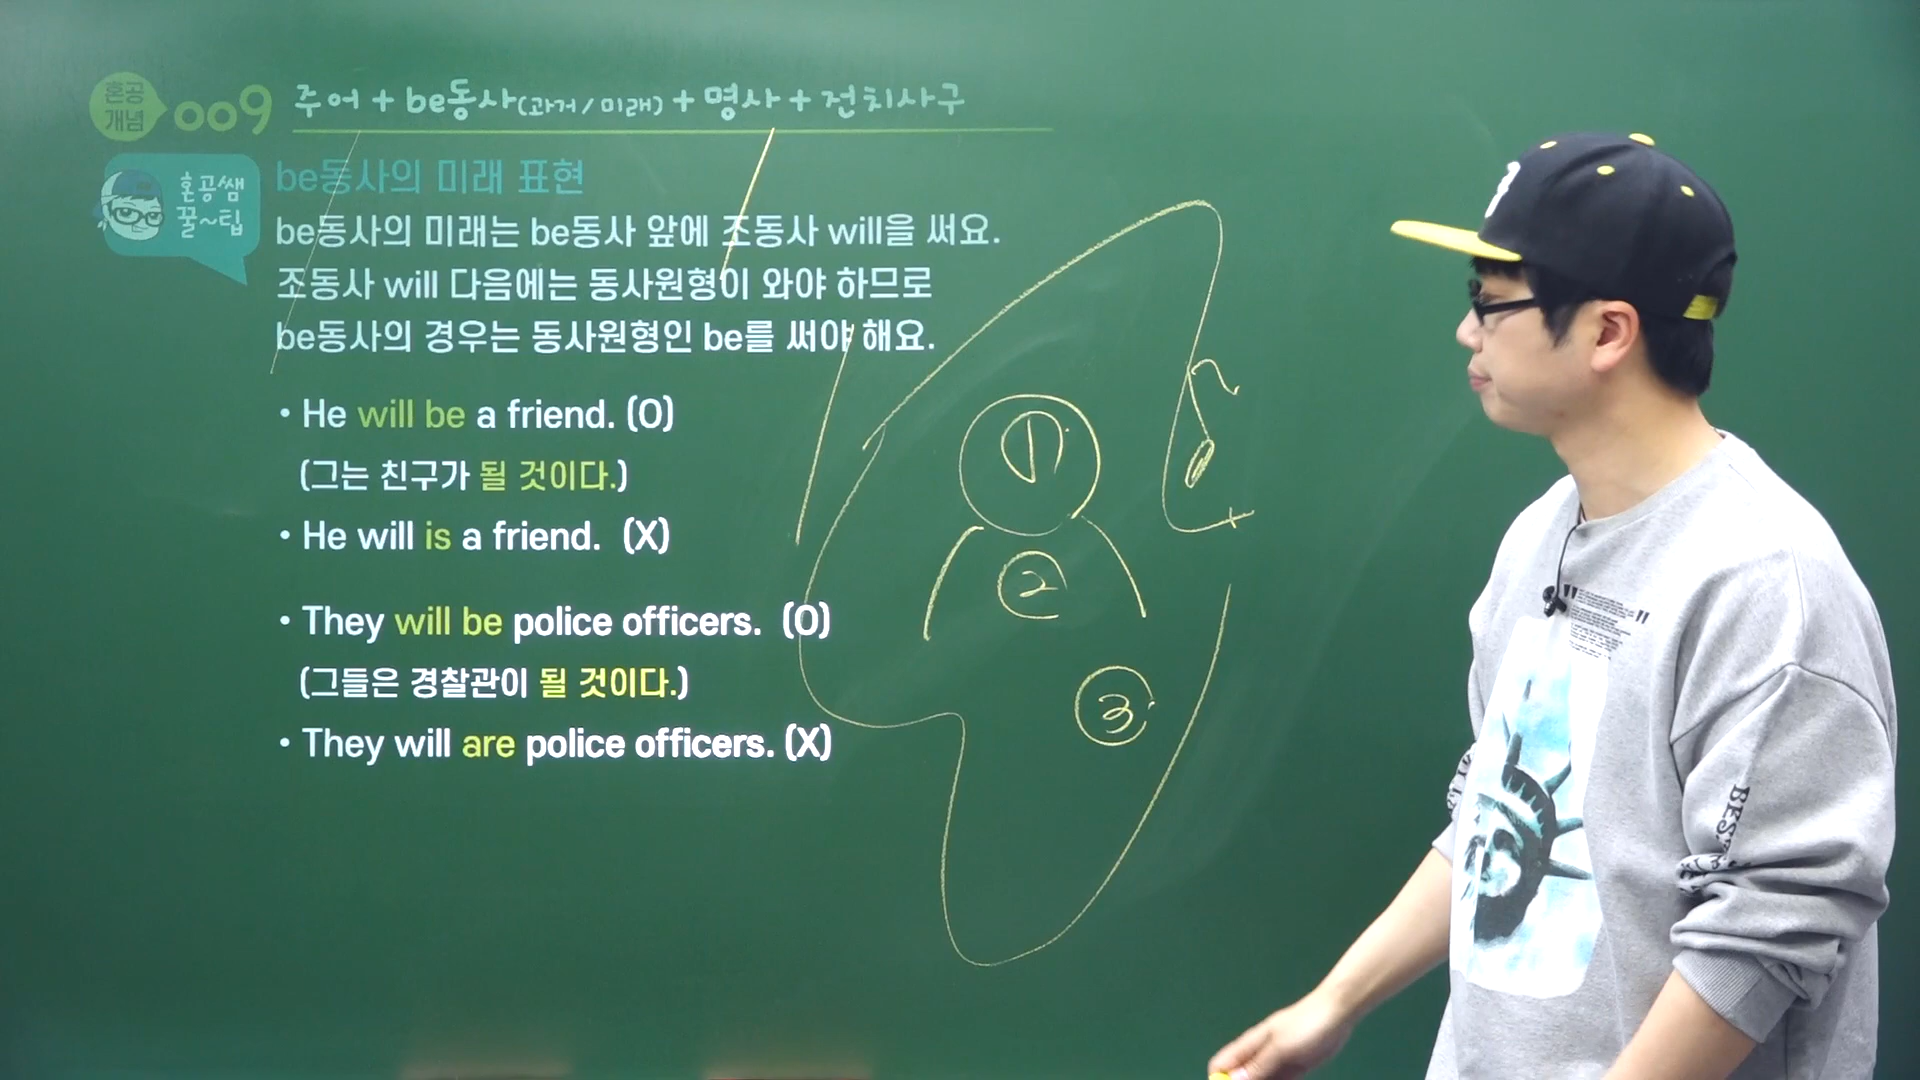 혼공
개념
009 주어 + be동사(과거/미래) + 명사 + 전치사구
혼공쌤
꿀~팁
be동사의 미래 표현
be동사의 미래는 be동사 앞에 조동사 will을 써요.
조동사 will 다음에는 동사원형이 와야 하므로
be동사의 경우는 동사원형인 be를 써야 해요.
• He will be a friend. (O)
(그는 친구가 될 것이다.)
• He will is a friend. (X)
• They will be police officers. (O)
(그들은 경찰관이 될 것이다.)
• They will are police officers. (X)
①
②
③